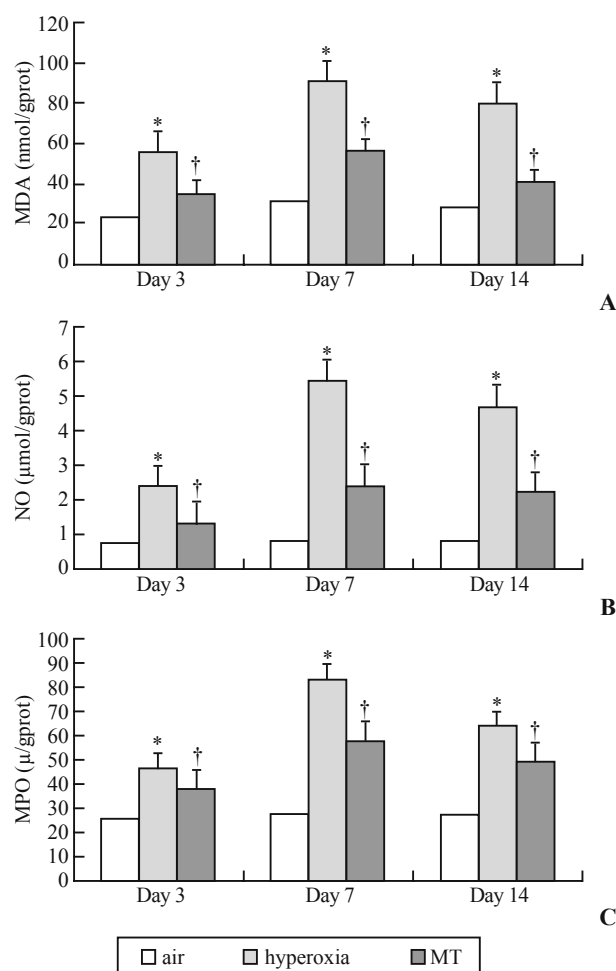 120
100
80
60
40
20
0
MDA (nmol/gprot)
* † * † * †
Day 3 Day 7 Day 14
A
7
6
5
4
3
2
1
0
NO (µmol/gprot)
* † * † * †
Day 3 Day 7 Day 14
B
100
90
80
70
60
50
40
30
20
10
0
MPO (µ/gprot)
* † * † * †
Day 3 Day 7 Day 14
C
air hyperoxia MT